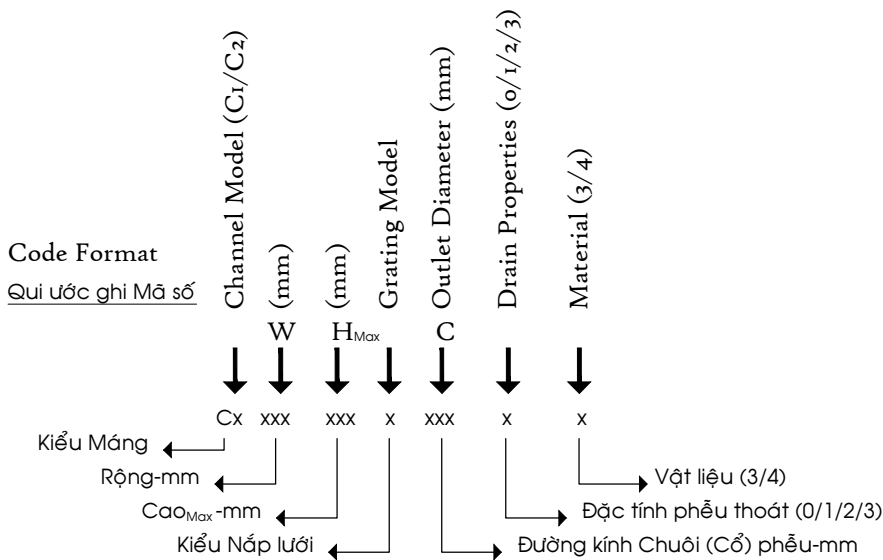 Channel Model (C1/C2)
W (mm)
HMax (mm)
Grating Model
C Outlet Diameter (mm)
Drain Properties (0/1/2/3)
Material (3/4)
Code Format
Qui ước ghi Mã số
Cx xxx xxx x xxx x x
Kiểu Máng
Rộng-mm
Vật liệu (3/4)
CaoMax-mm
Đặc tính phễu thoát (0/1/2/3)
Kiểu Nắp lưới
Đường kính Chuôi (Cổ) phễu-mm